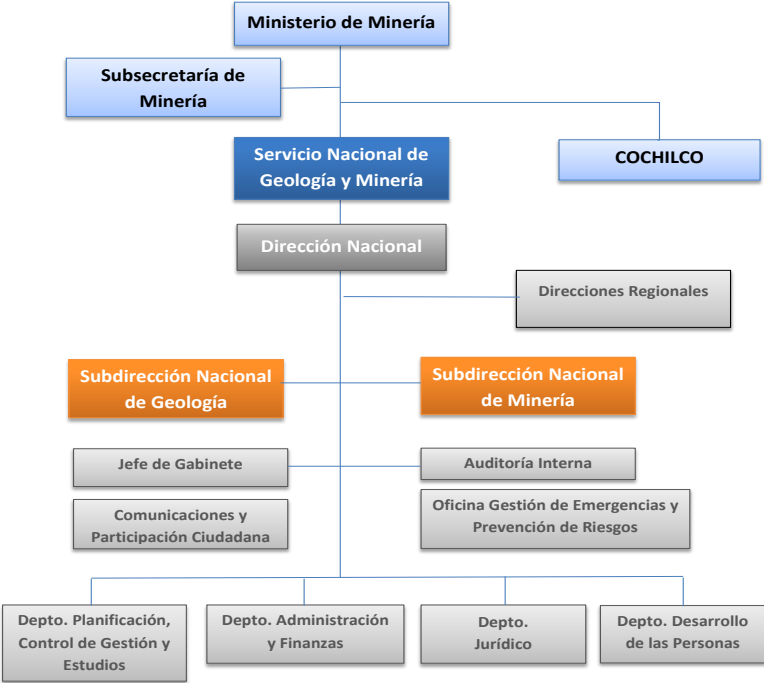 Ministerio de Minería
Subsecretaría de
Minería
Servicio Nacional de
Geología y Minería
COCHILCO
Dirección Nacional
Direcciones Regionales
Subdirección Nacional
de Geología
Subdirección Nacional
de Minería
Jefe de Gabinete
Auditoría Interna
Comunicaciones y
Participación Ciudadana
Oficina Gestión de Emergencias y
Prevención de Riesgos
Depto. Planificación,
Control de Gestión y
Estudios
Depto. Administración
y Finanzas
Depto.
Jurídico
Depto. Desarrollo
de las Personas